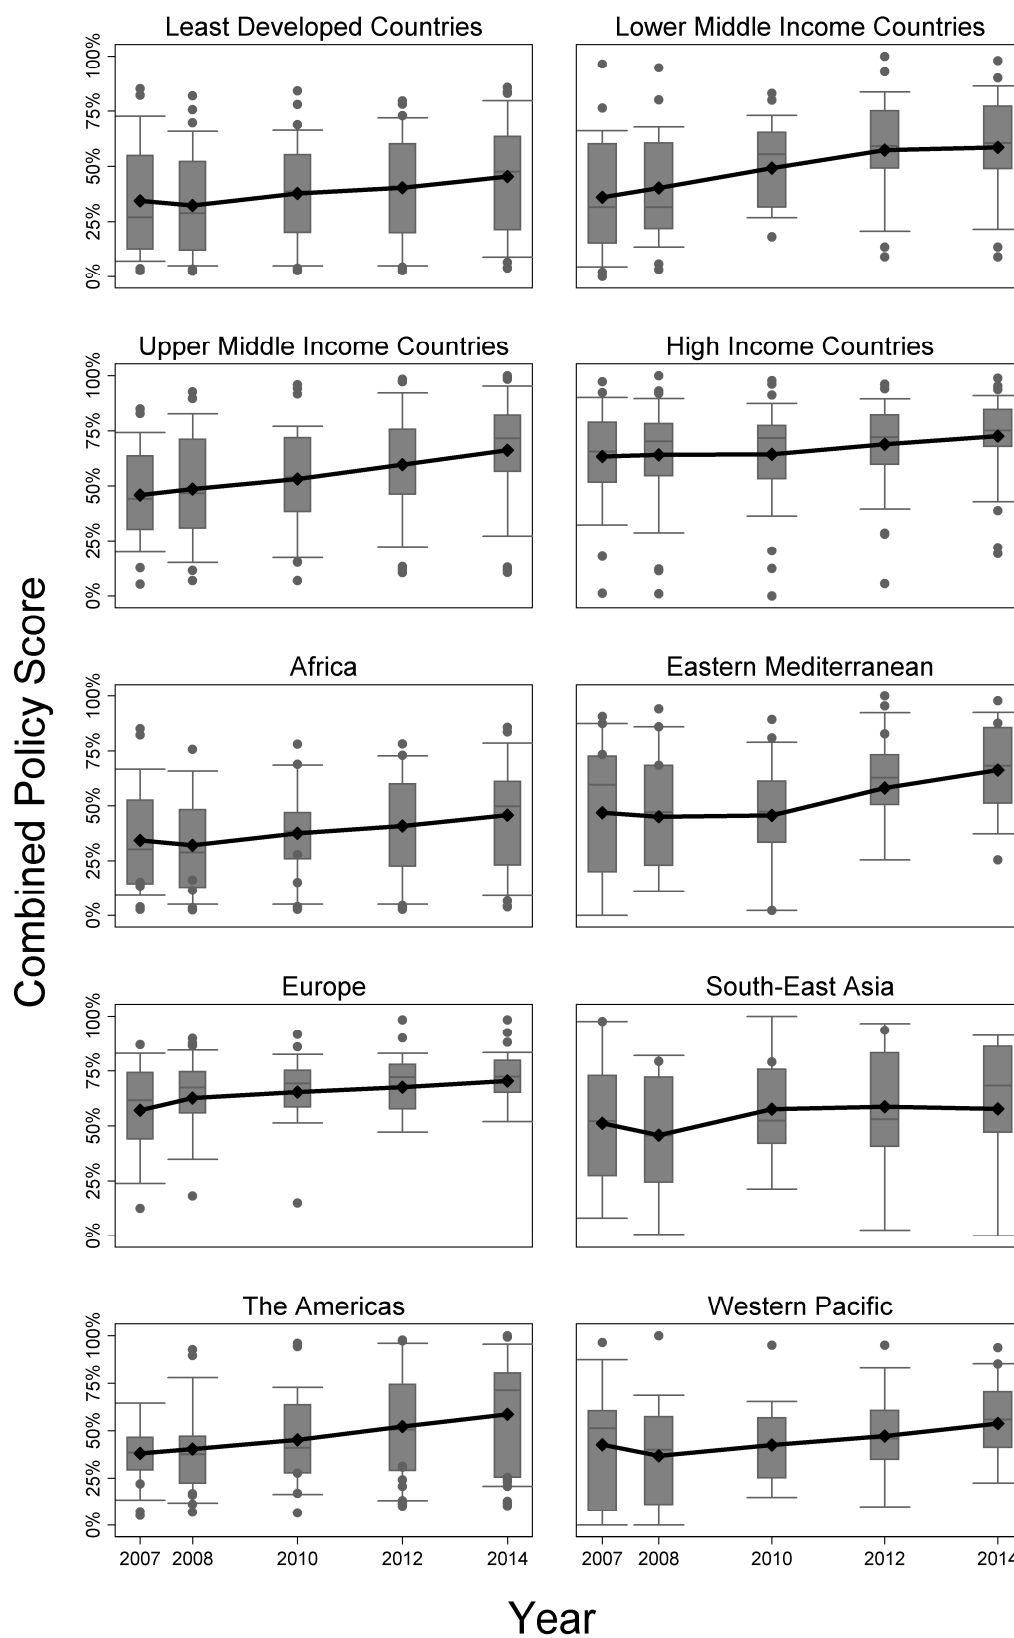 Least Developed Countries
Lower Middle Income Countries
100%
75%
50%
25%
0%
Upper Middle Income Countries
High Income Countries
100%
75%
50%
25%
0%
Combined Policy Score
Africa
Eastern Mediterranean
100%
75%
50%
25%
0%
Europe
South-East Asia
100%
75%
50%
25%
0%
The Americas
Western Pacific
100%
75%
50%
25%
0%
2007 2008 2010 2012 2014
2007 2008 2010 2012 2014
Year